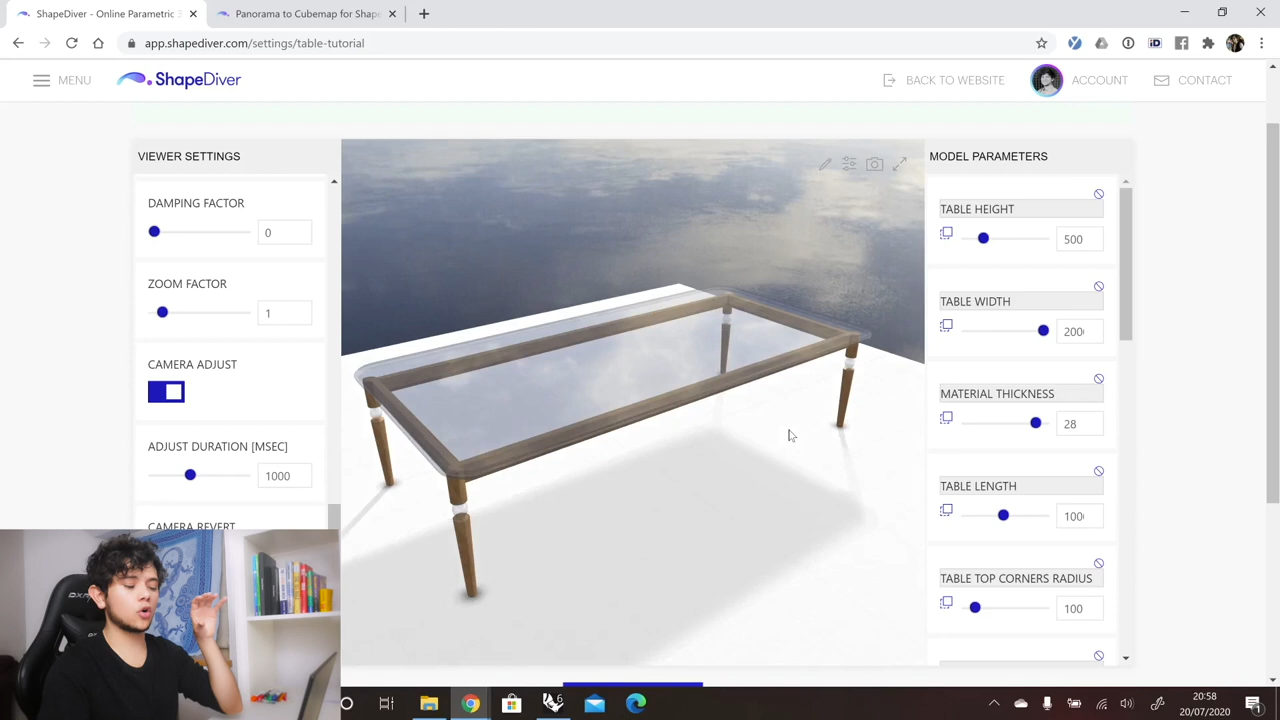 ShapeDiver - Online Parametric 3
Panorama to Cubemap for Shape
app.shapediver.com/settings/table-tutorial
MENU
ShapeDiver
BACK TO WEBSITE
ACCOUNT
CONTACT
VIEWER SETTINGS
DAMPING FACTOR
0
ZOOM FACTOR
1
CAMERA ADJUST
ADJUST DURATION [MSEC]
1000
CAMERA REVERT
MODEL PARAMETERS
TABLE HEIGHT
500
TABLE WIDTH
200
MATERIAL THICKNESS
28
TABLE LENGTH
100
TABLE TOP CORNERS RADIUS
100
20:58
20/07/2020